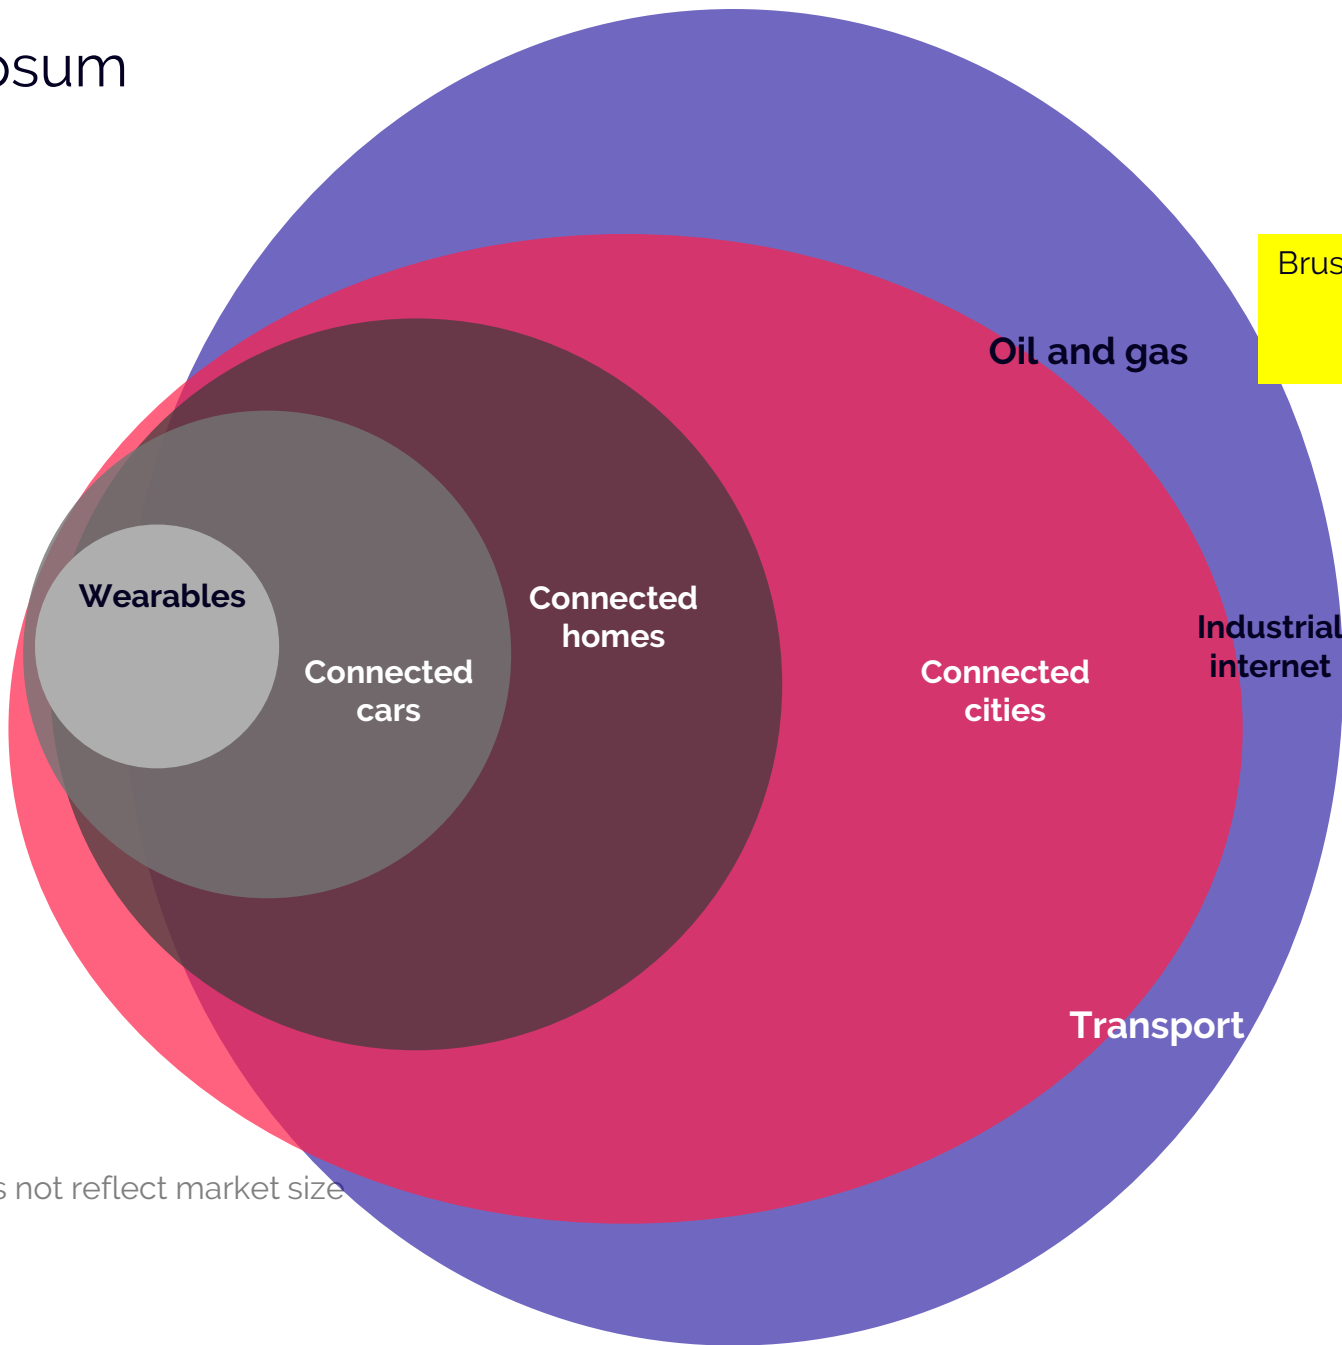 osum
Brus
Oil and gas
Wearables
Connected
homes
Connected
cars
Connected
cities
Industrial
internet
Transport
s not reflect market size